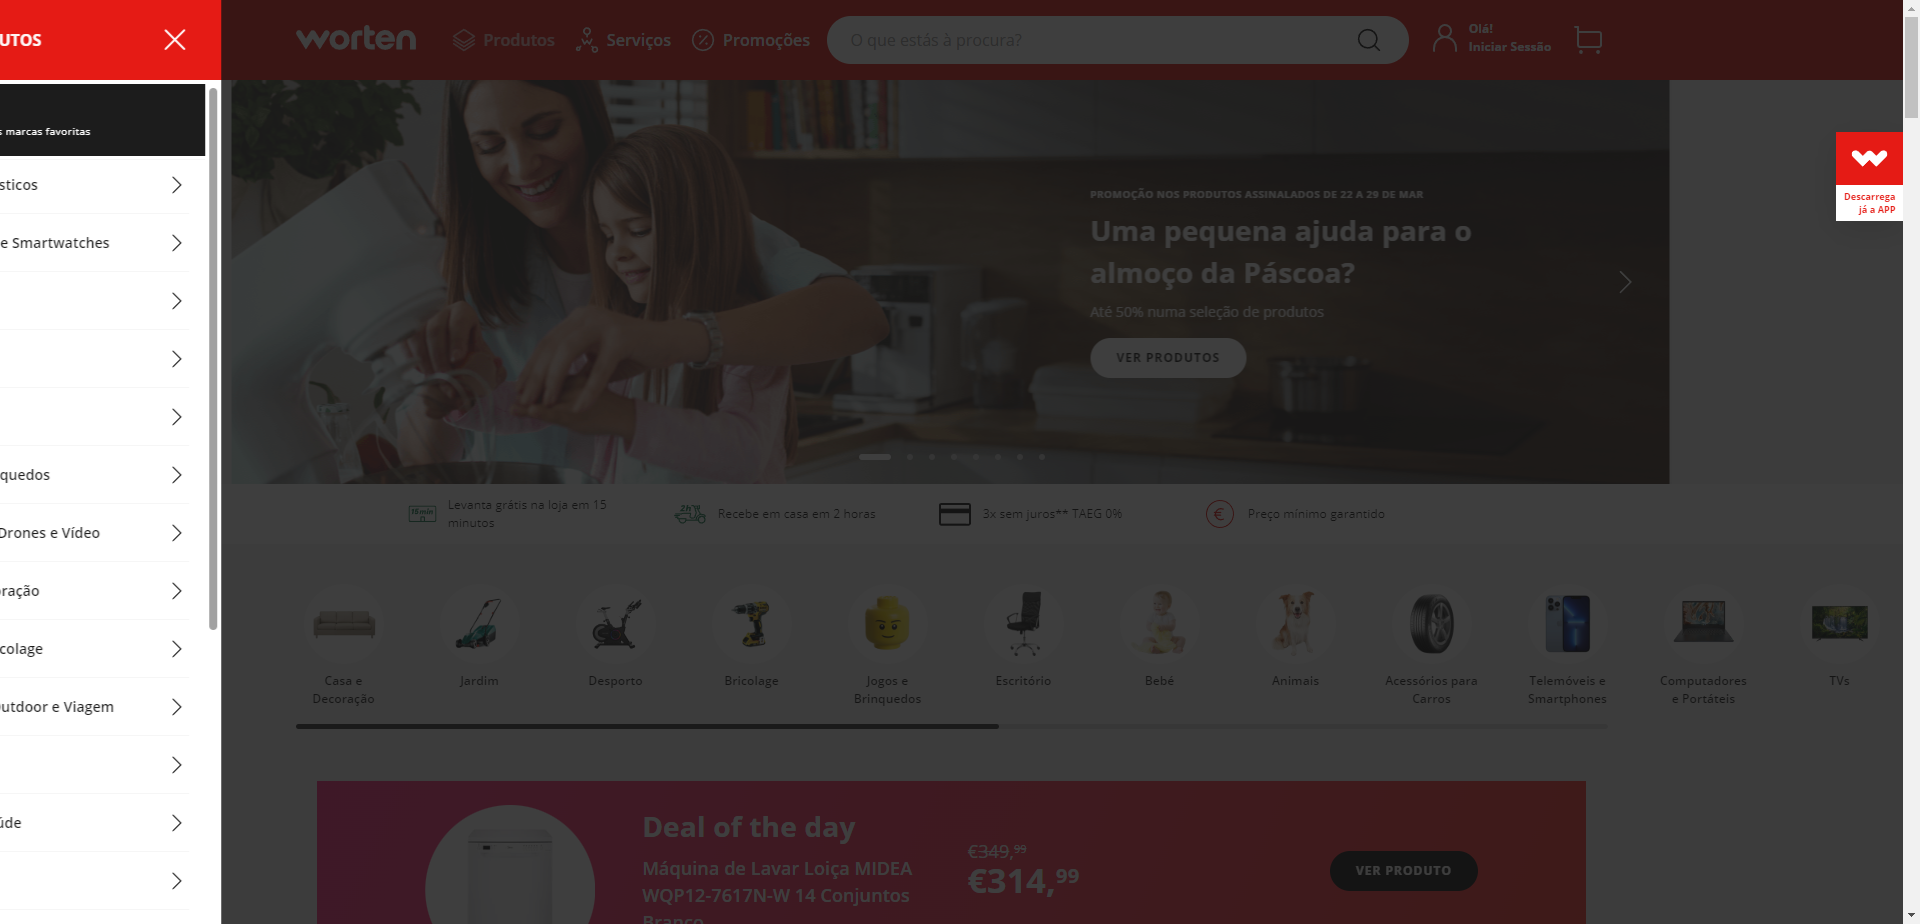 UTOS
s marcas favoritas
sticos
e Smartwatches
quedos
Drones e Vídeo
ração
colage
utdoor e Viagem
úde
worten
Produtos
Serviços
Promoções
O que estás à procura?
Olá!
Iniciar Sessão
Descarrega
já a APP
PROMOÇÃO NOS PRODUTOS ASSINALADOS DE 22 A 29 DE MAR
Uma pequena ajuda para o
almoço da Páscoa?
Até 50% numa seleção de produtos
VER PRODUTOS
Levanta grátis na loja em 15
minutos
2h
Recebe em casa em 2 horas
3x sem juros** TAEG 0%
€
Preço mínimo garantido
Casa e
Decoração
Jardim
Desporto
Bricolage
Jogos e
Brinquedos
Escritório
Bebé
Animais
Acessórios para
Carros
Telemóveis e
Smartphones
Computadores
e Portáteis
TVs
Deal of the day
Máquina de Lavar Loiça MIDEA
WQP12-7617N-W 14 Conjuntos
Branco
€349,99
€314,99
VER PRODUTO